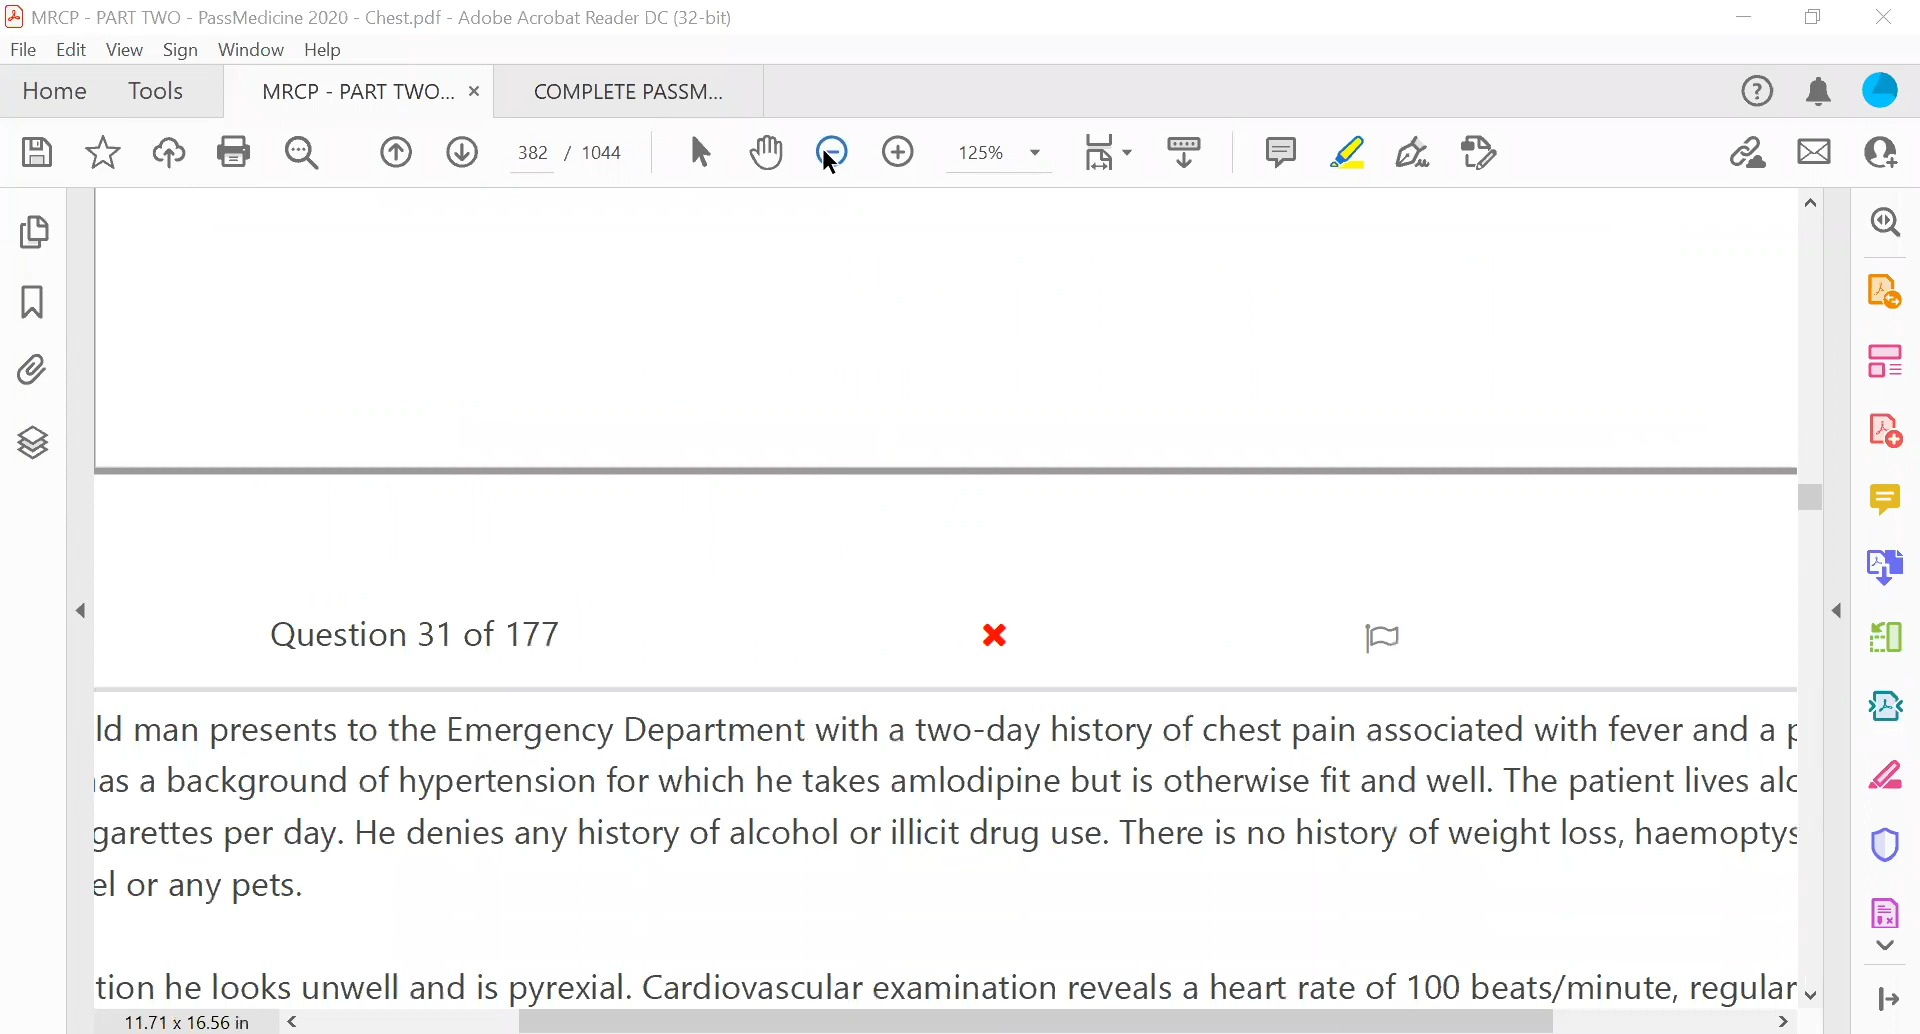 MRCP - PART TWO - PassMedicine 2020 - Chest.pdf - Adobe Acrobat Reader DC (32-bit)
File Edit View Sign Window Help
Home Tools MRCP - PART TWO... × COMPLETE PASSM...
382 / 1044 125%
Question 31 of 177
ld man presents to the Emergency Department with a two-day history of chest pain associated with fever and a
as a background of hypertension for which he takes amlodipine but is otherwise fit and well. The patient lives
garettes per day. He denies any history of alcohol or illicit drug use. There is no history of weight loss, haemoptys
el or any pets.
tion he looks unwell and is pyrexial. Cardiovascular examination reveals a heart rate of 100 beats/minute, regular
11.71 x 16.56 in